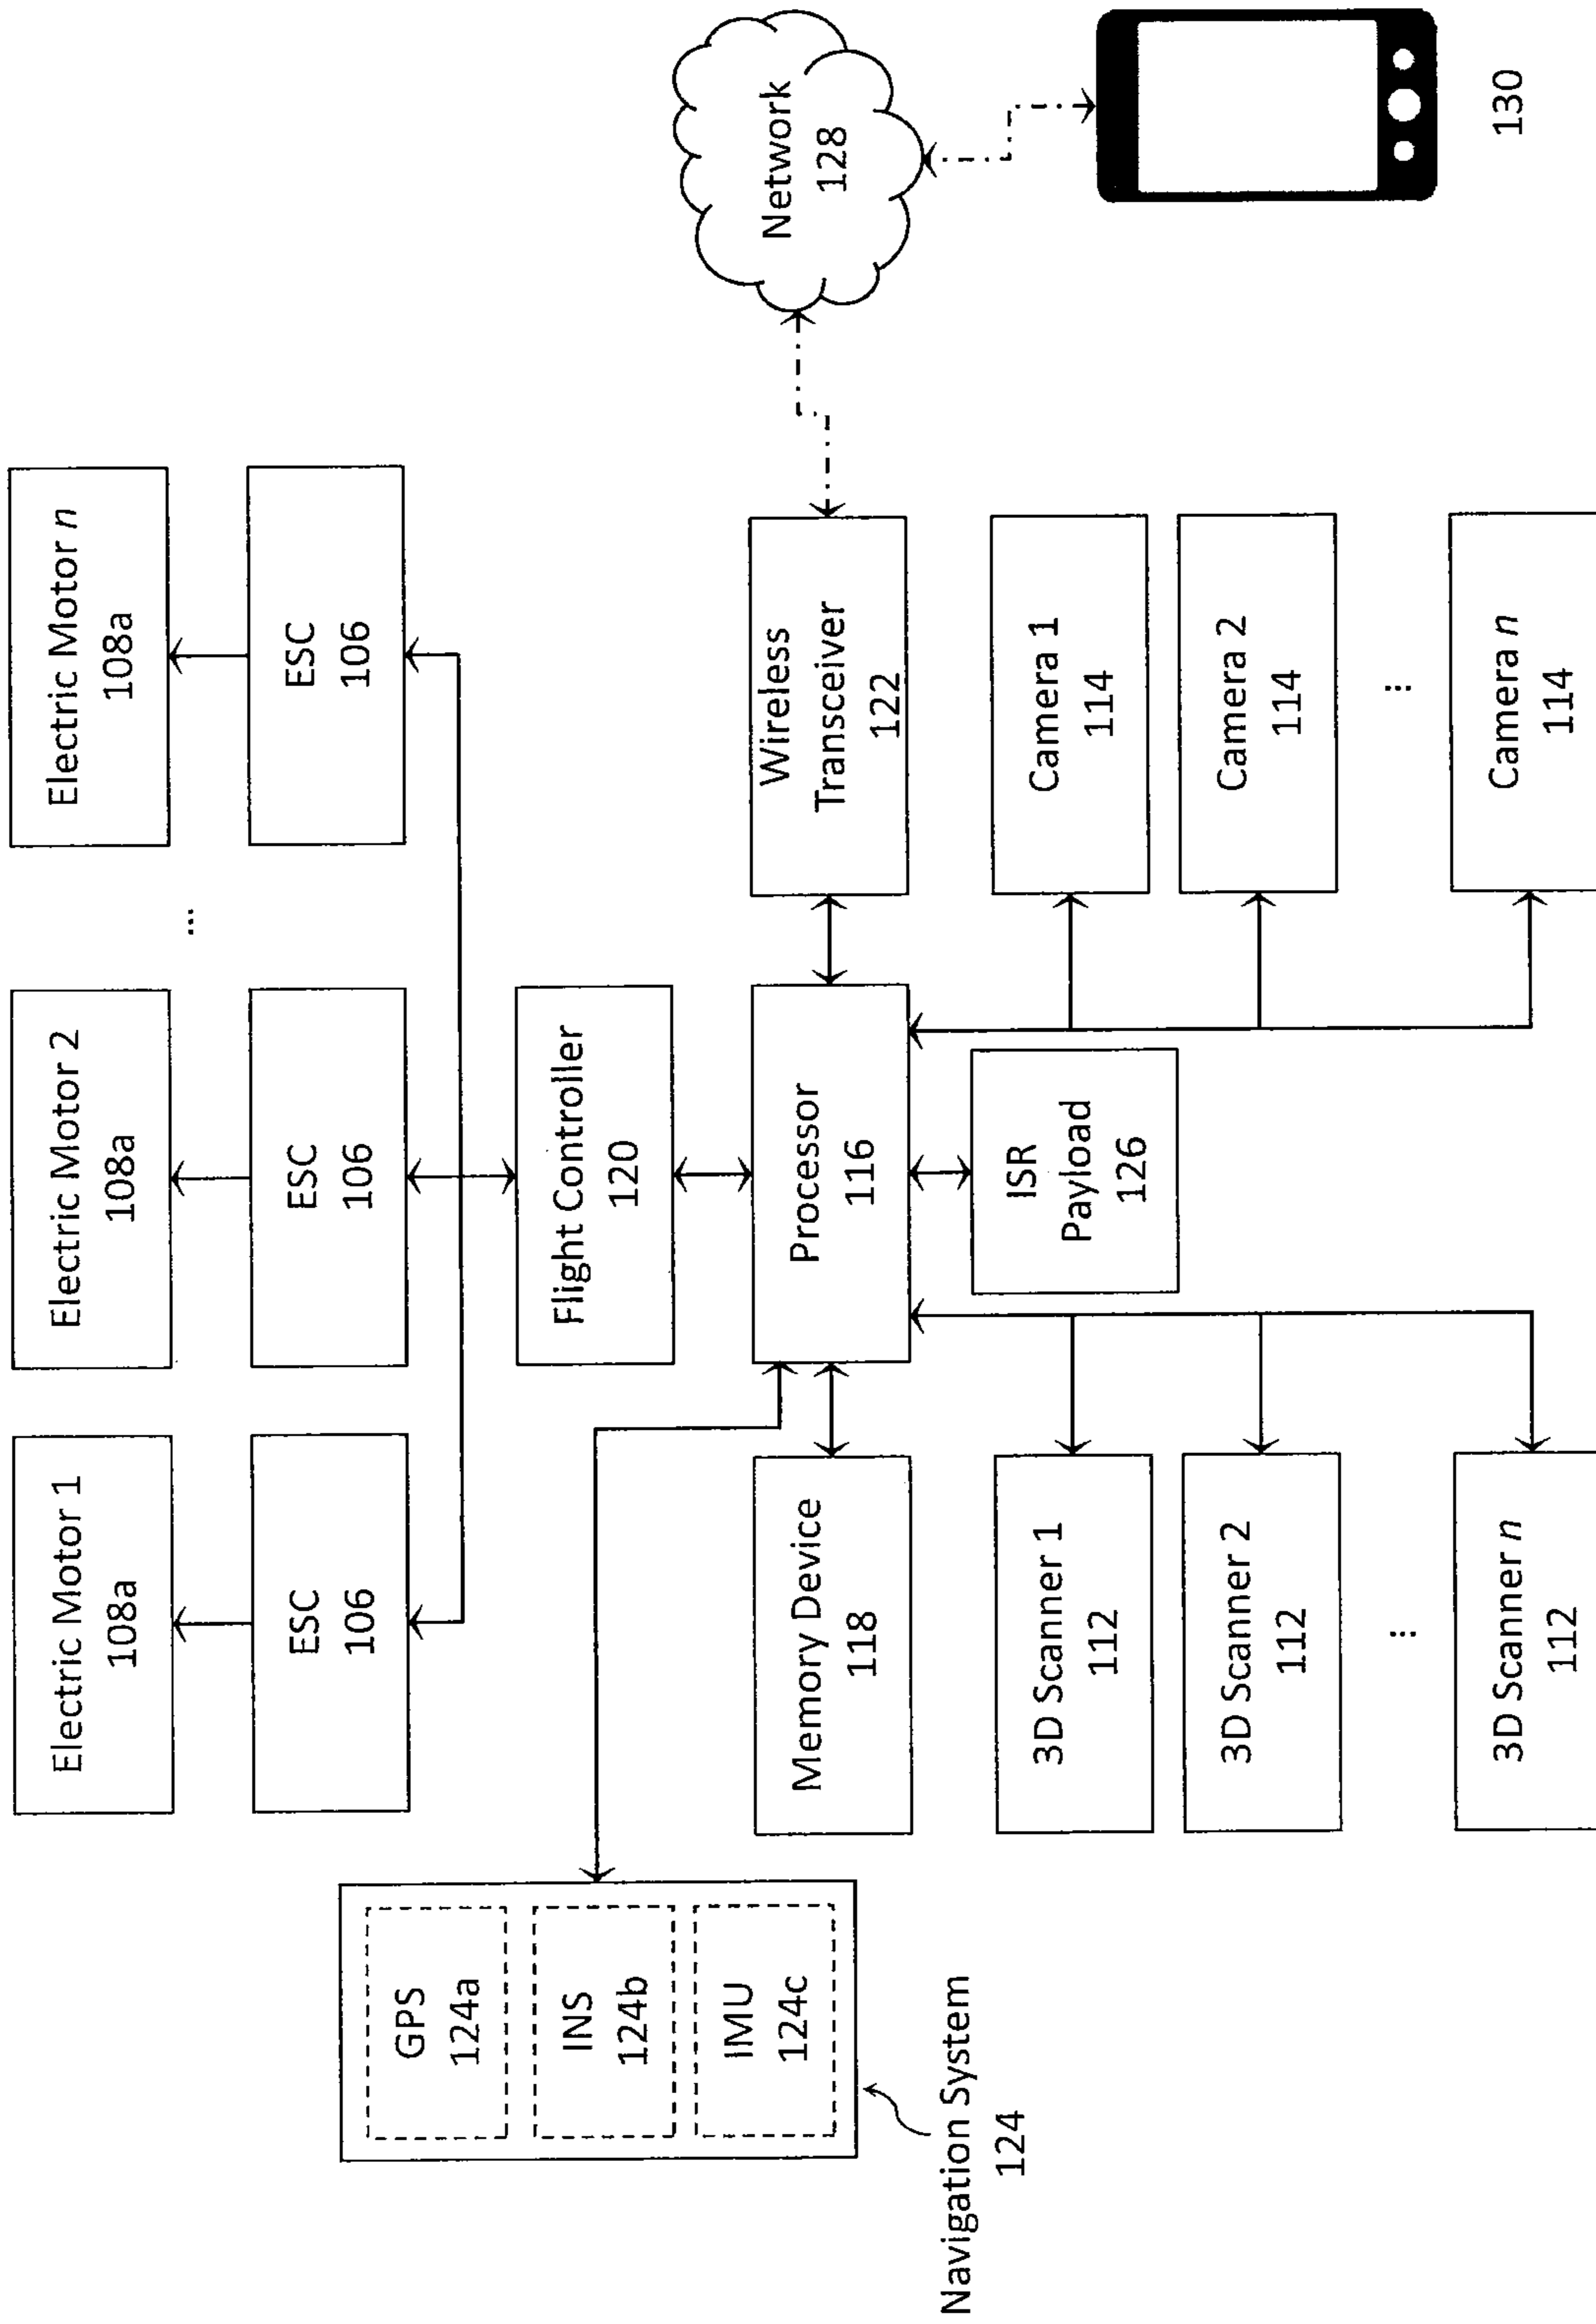 Electric Motor 1
108a
Electric Motor 2
108a
...
Electric Motor n
108a
ESC
106
ESC
106
ESC
106
GPS
124a
INS
124b
IMU
124c
Navigation System
124
Flight Controller
120
Memory Device
118
Processor
116
Wireless
Transceiver
122
Network
128
130
ISR
Payload
126
3D Scanner 1
112
3D Scanner 2
112
...
3D Scanner n
112
Camera 1
114
Camera 2
114
...
Camera n
114